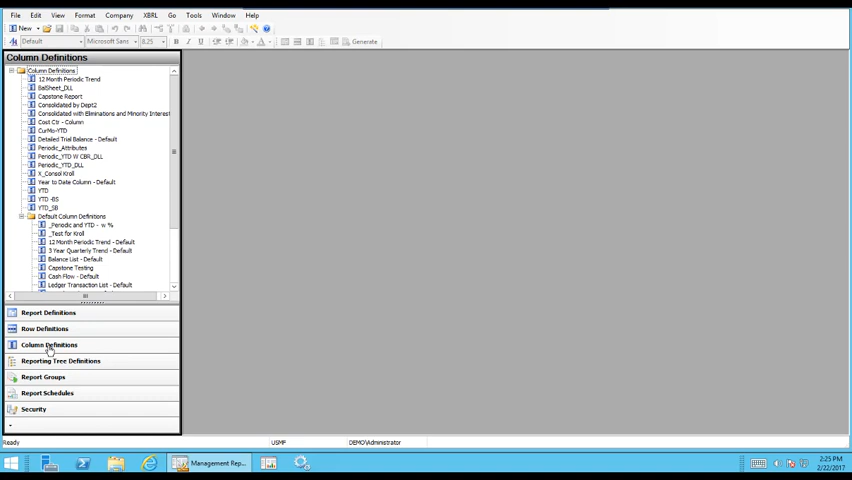 File Edit View Format Company XBRL Go Tools Window Help
New
Default Microsoft Sans 8.25 B I U A Generate
Column Definitions
Column Definitions
12 Month Periodic Trend
BalSheet_DLL
Capstone Report
Consolidated by Dept2
Consolidated with Eliminations and Minority Interest
Cost Ctr - Column
CurMo-YTD
Detailed Trial Balance - Default
Periodic_Attributes
Periodic_YTD W CBR_DLL
Periodic_YTD_DLL
X_Consol Kroll
Year to Date Column - Default
YTD
YTD -BS
YTD_SB
Default Column Definitions
_Periodic and YTD - w %
_Test for Kroll
12 Month Periodic Trend - Default
3 Year Quarterly Trend - Default
Balance List - Default
Capstone Testing
Cash Flow - Default
Ledger Transaction List - Default
Report Definitions
Row Definitions
Column Definitions
Reporting Tree Definitions
Report Groups
Report Schedules
Security
Ready USMF DEMO\Administrator
Management Rep...
2:25 PM
2/22/2017